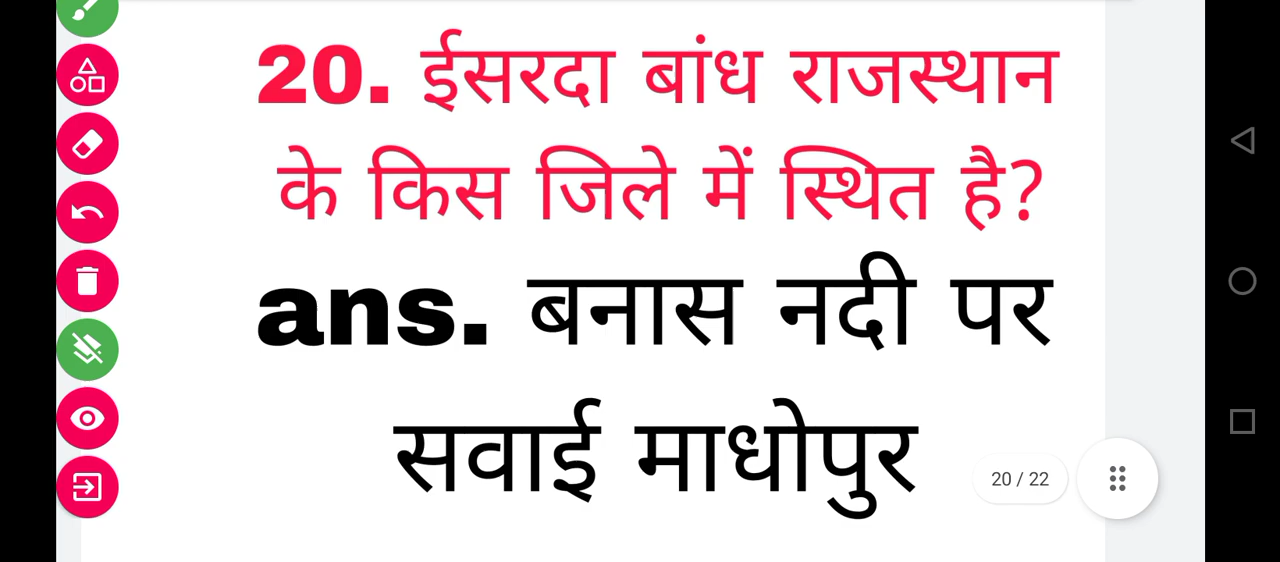 20. ईसरदा बांध राजस्थान
के किस जिले में स्थित है?
ans. बनास नदी पर
सवाई माधोपुर
20 / 22